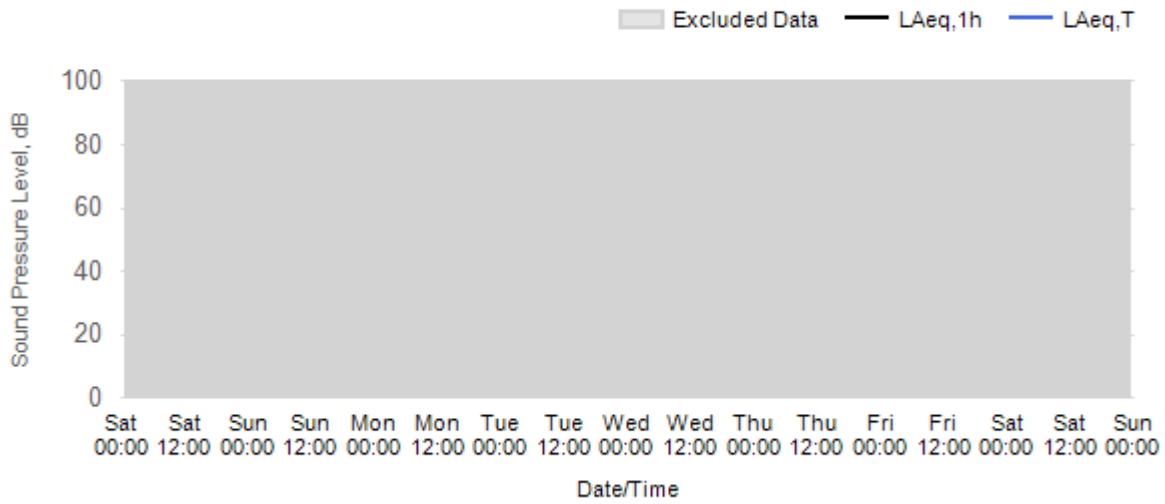 Excluded Data LAeq,1h LAeq,T
Sound Pressure Level, dB
100
80
60
40
20
0
Sat Sat Sun Sun Mon Mon Tue Tue Wed Wed Thu Thu Fri Fri Sat Sat Sun
00:00 12:00 00:00 12:00 00:00 12:00 00:00 12:00 00:00 12:00 00:00 12:00 00:00 12:00 00:00 12:00 00:00
Date/Time